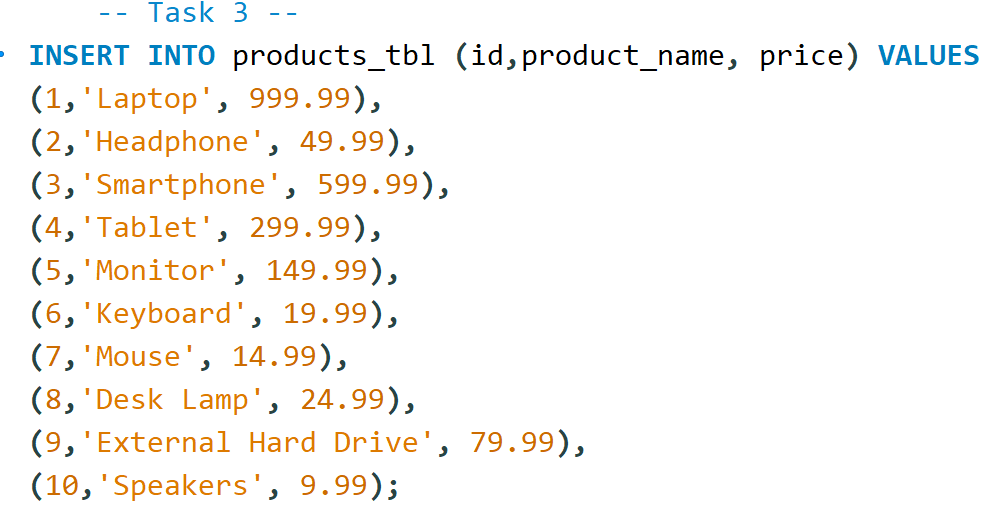 -- Task 3 --
INSERT INTO products_tbl (id,product_name, price) VALUES
(1,'Laptop', 999.99),
(2,'Headphone', 49.99),
(3,'Smartphone', 599.99),
(4,'Tablet', 299.99),
(5,'Monitor', 149.99),
(6,'Keyboard', 19.99),
(7,'Mouse', 14.99),
(8,'Desk Lamp', 24.99),
(9,'External Hard Drive', 79.99),
(10,'Speakers', 9.99);